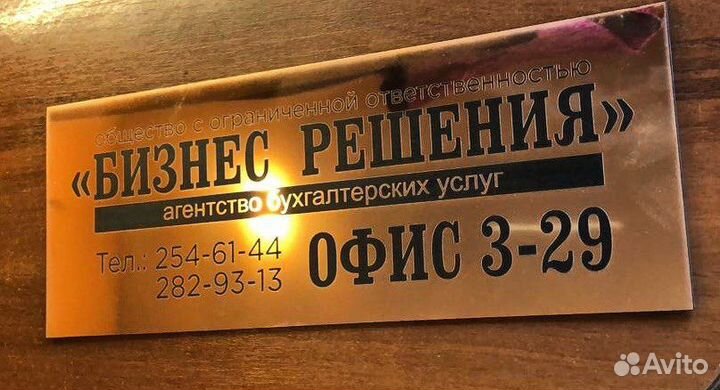 общество с ограниченной ответственностью
«БИЗНЕС РЕШЕНИЯ»
агентство бухгалтерских услуг
Тел.: 254-61-44
282-93-13
ОФИС 3-29
Avito